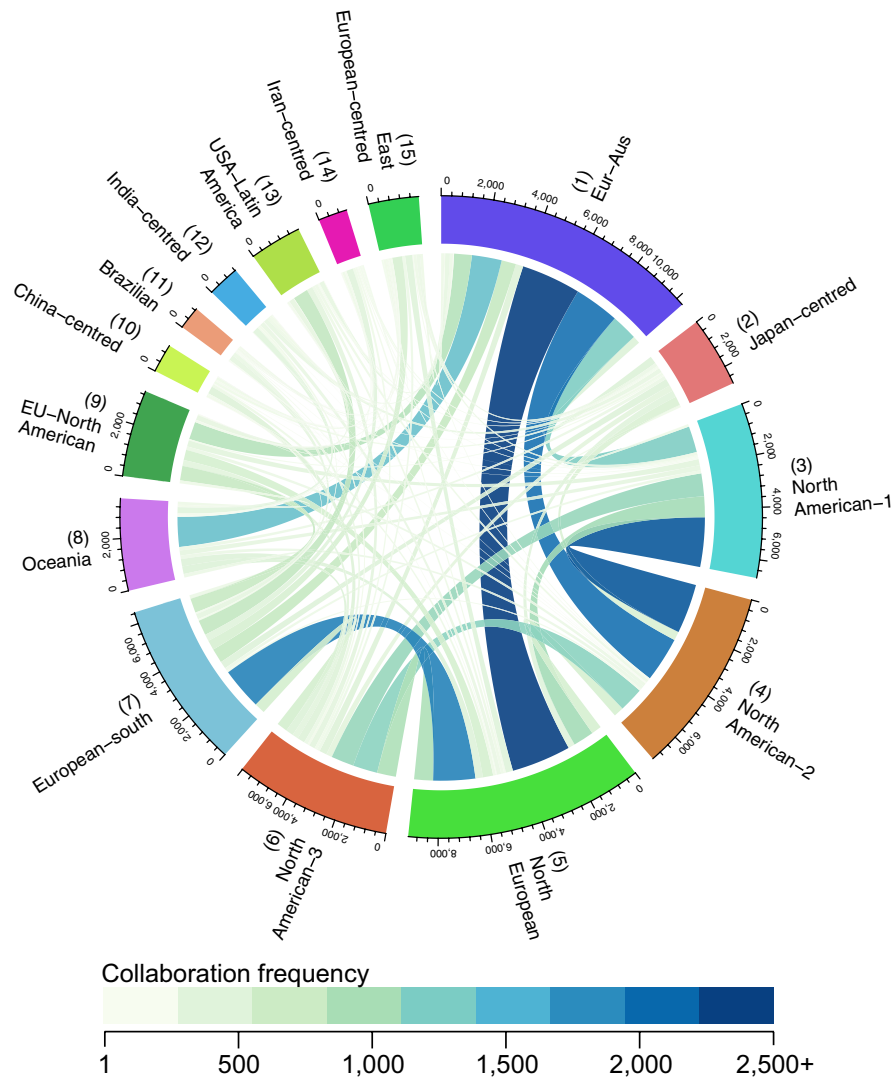 (1)
Eur−Aus
0
2,000
4,000
6,000
8,000
10,000
(2)
Japan−centred
0
2,000
(3)
North
American−1
0
2,000
4,000
6,000
(4)
North
American−2
0
2,000
4,000
6,000
(5)
North
European
0
2,000
4,000
6,000
8,000
(6)
North
American−3
0
2,000
4,000
6,000
(7)
European−south
0
2,000
4,000
6,000
(8)
Oceania
0
2,000
(9)
EU−North
American
0
2,000
(10)
China−centred
0
(11)
Brazilian
0
(12)
India−centred
0
(13)
USA−Latin
America
0
(14)
Iran−centred
0
(15)
East
European−centred
0
Collaboration frequency
1 500 1,000 1,500 2,000 2,500+